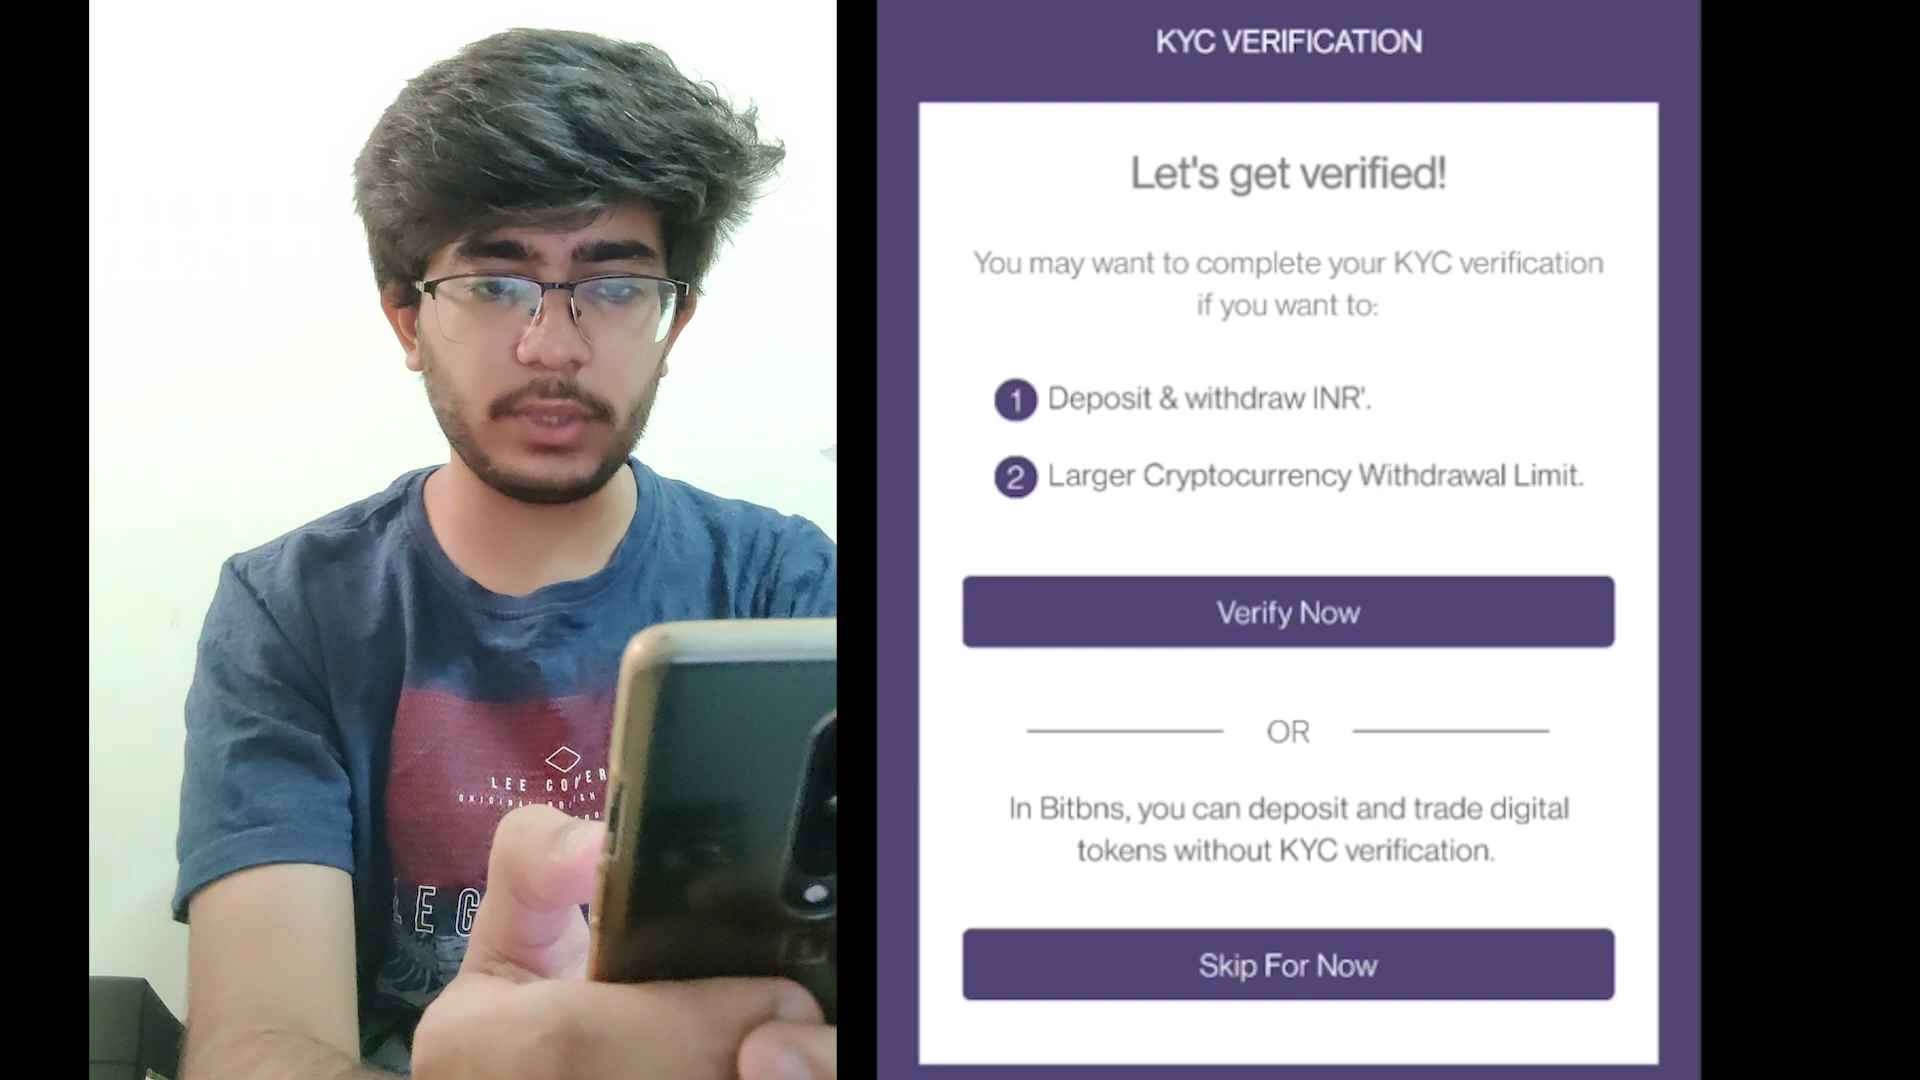 LEE COOPER
LEG
KYC VERIFICATION
Let's get verified!
You may want to complete your KYC verification
if you want to:
1 Deposit & withdraw INR'.
2 Larger Cryptocurrency Withdrawal Limit.
Verify Now
OR
In Bitbns, you can deposit and trade digital
tokens without KYC verification.
Skip For Now